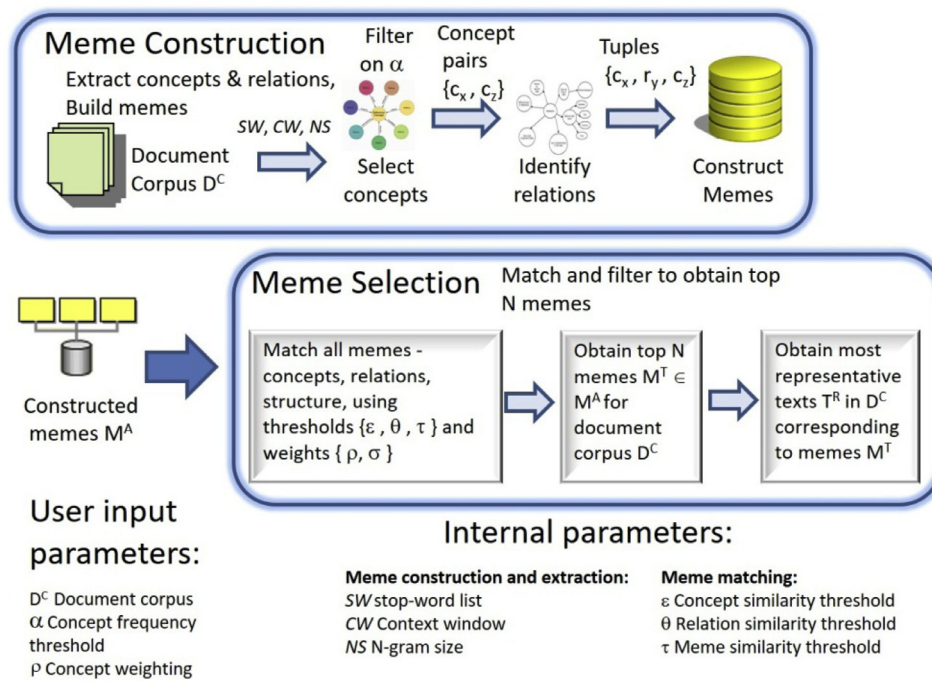 Meme Construction
Extract concepts & relations,
Build memes
Document
Corpus Dᶜ
SW, CW, NS
Filter
on α
Select
concepts
Concept
pairs
{cₓ , c_z}
Identify
relations
Tuples
{cₓ , r_y , c_z}
Construct
Memes
Constructed
memes Mᴬ
Meme Selection
Match and filter to obtain top
N memes
Match all memes -
concepts, relations,
structure, using
thresholds {ε , θ , τ } and
weights { ρ, σ }
Obtain top N
memes Mᵀ ∈
Mᴬ for
document
corpus Dᶜ
Obtain most
representative
texts Tᴿ in Dᶜ
corresponding
to memes Mᵀ
User input
parameters:
Dᶜ Document corpus
α Concept frequency
threshold
ρ Concept weighting
Internal parameters:
Meme construction and extraction:
SW stop-word list
CW Context window
NS N-gram size
Meme matching:
ε Concept similarity threshold
θ Relation similarity threshold
τ Meme similarity threshold